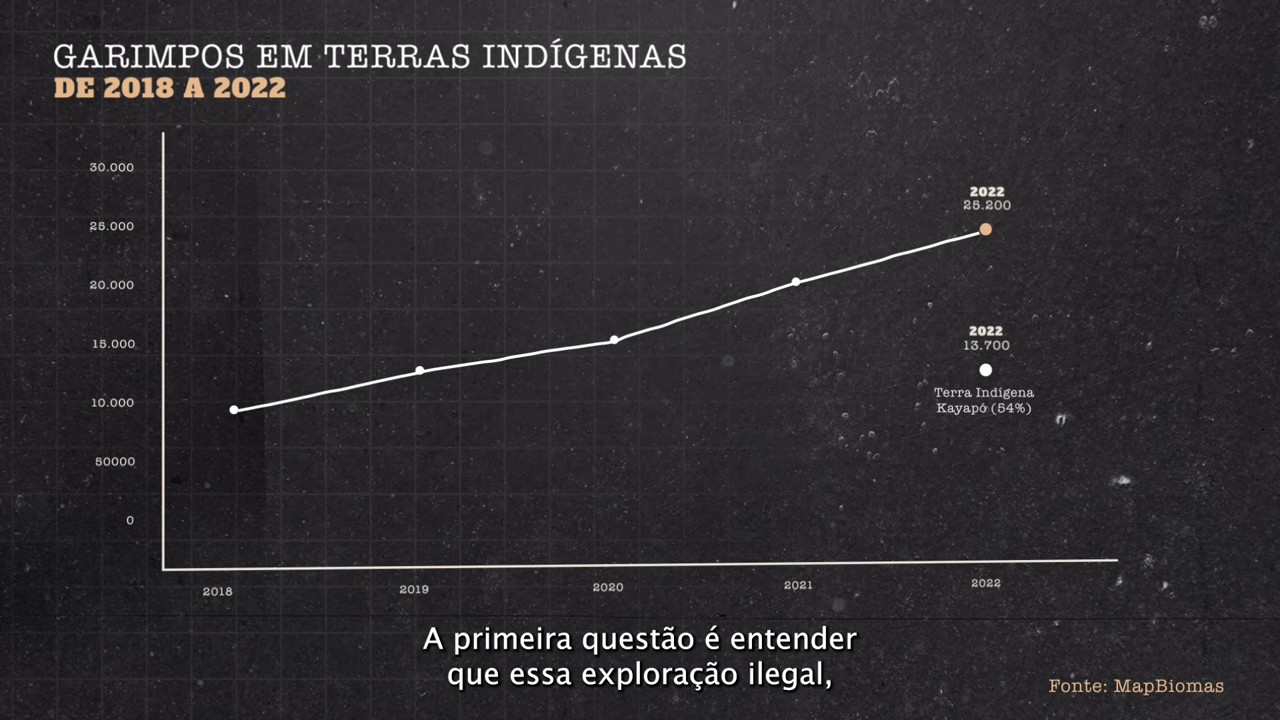 GARIMPOS EM TERRAS INDÍGENAS
DE 2018 A 2022
30.000
25.000
20.000
15.000
10.000
50000
0
2022
25.200
2022
13.700
Terra Indígena
Kayapó (54%)
2018
2019
2020
2021
2022
A primeira questão é entender
que essa exploração ilegal,
Fonte: MapBiomas